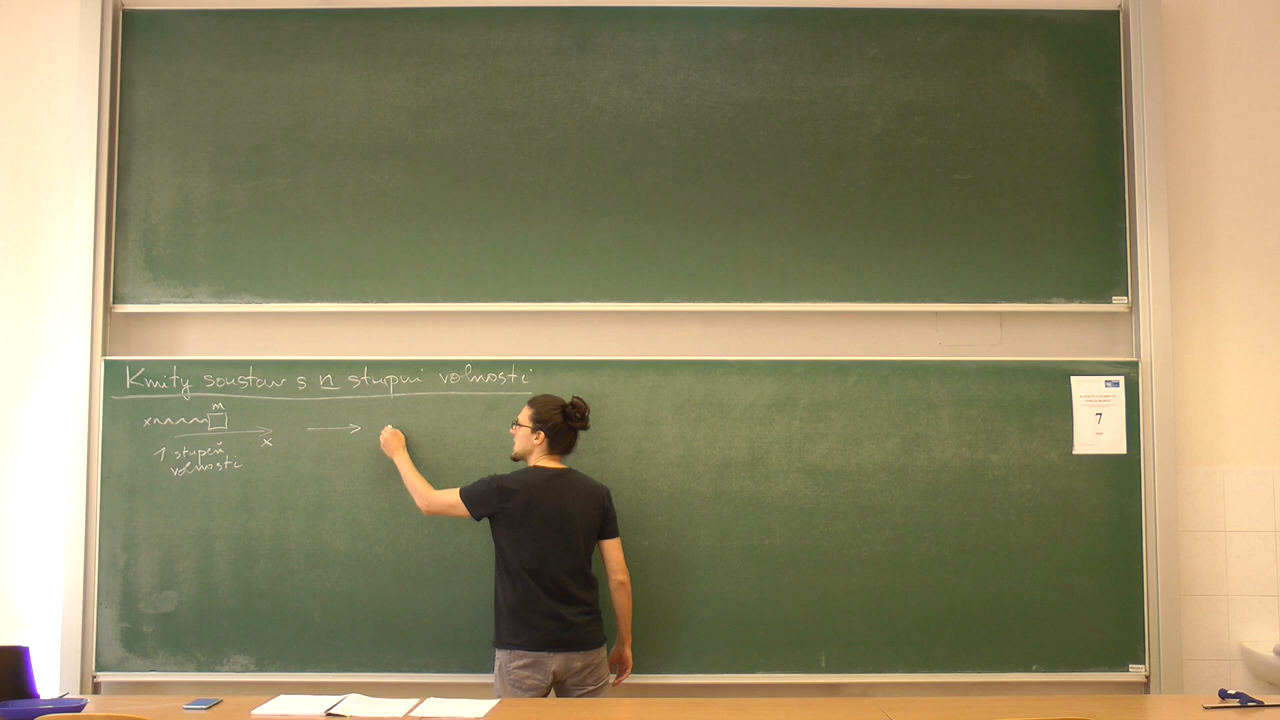 Kmity soustav s n stupni volnosti
m
x
1 stupeň
volnosti
7